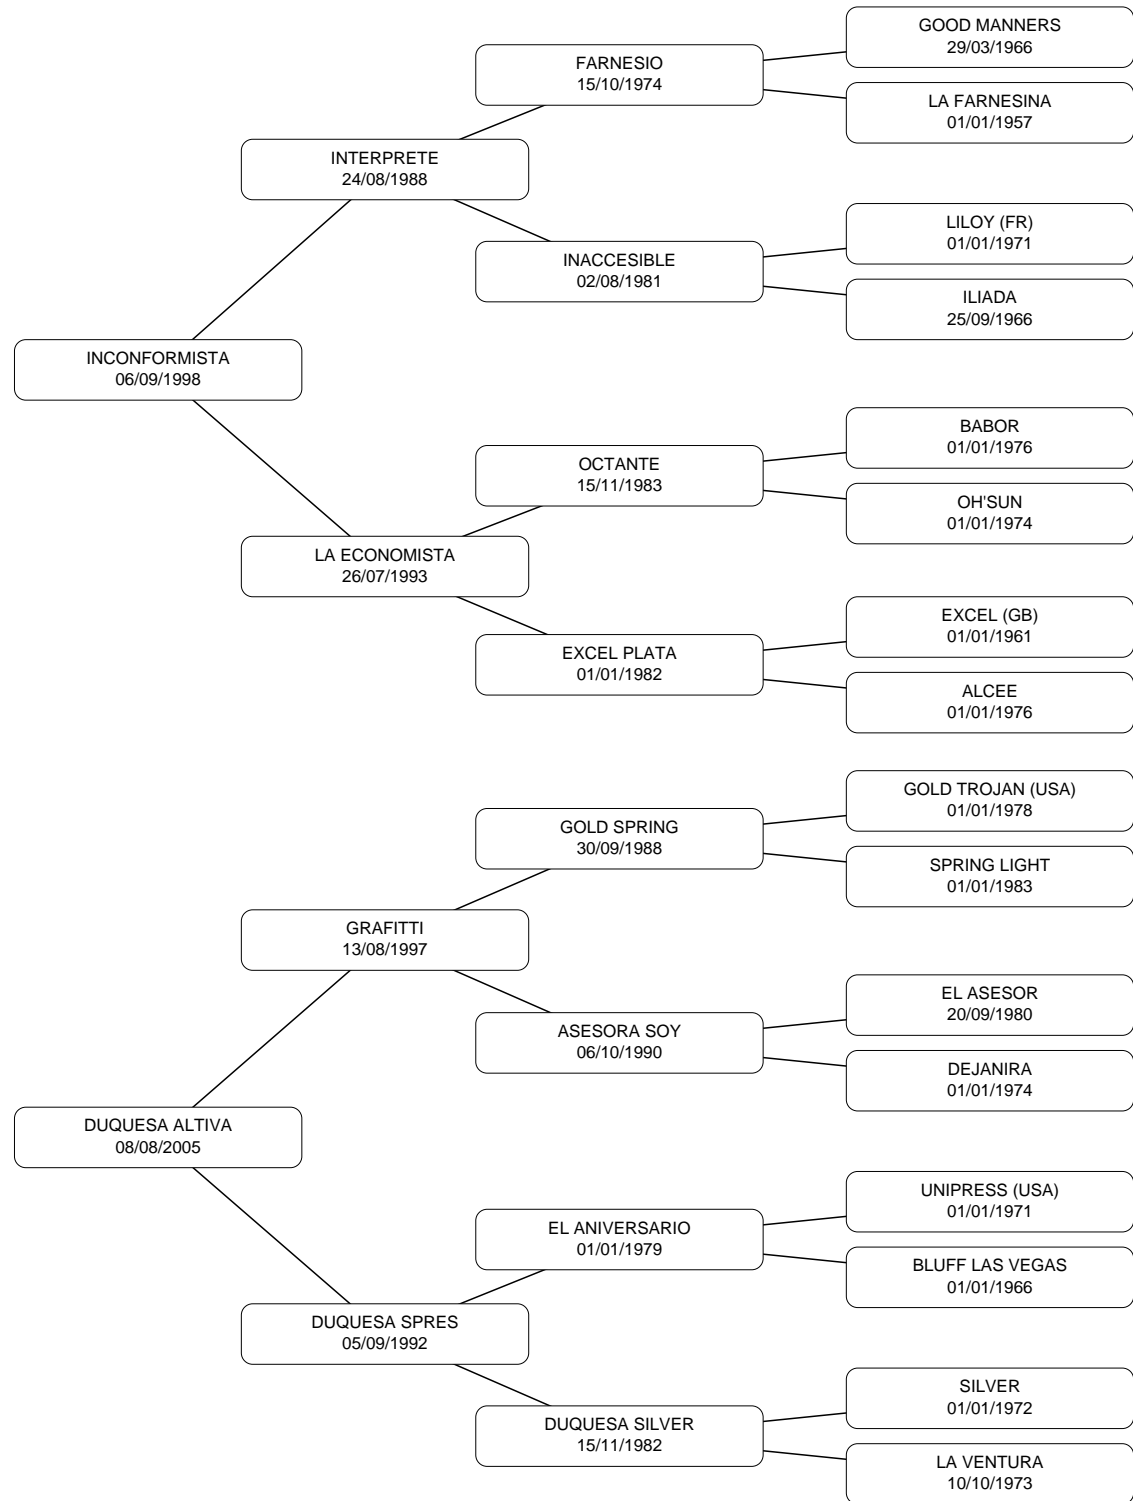 GOOD MANNERS
29/03/1966
FARNESIO
15/10/1974
LA FARNESINA
01/01/1957
INTERPRETE
24/08/1988
LILOY (FR)
01/01/1971
INACCESIBLE
02/08/1981
ILIADA
25/09/1966
INCONFORMISTA
06/09/1998
BABOR
01/01/1976
OCTANTE
15/11/1983
OH'SUN
01/01/1974
LA ECONOMISTA
26/07/1993
EXCEL (GB)
01/01/1961
EXCEL PLATA
01/01/1982
ALCEE
01/01/1976
GOLD TROJAN (USA)
01/01/1978
GOLD SPRING
30/09/1988
SPRING LIGHT
01/01/1983
GRAFITTI
13/08/1997
EL ASESOR
20/09/1980
ASESORA SOY
06/10/1990
DEJANIRA
01/01/1974
DUQUESA ALTIVA
08/08/2005
UNIPRESS (USA)
01/01/1971
EL ANIVERSARIO
01/01/1979
BLUFF LAS VEGAS
01/01/1966
DUQUESA SPRES
05/09/1992
SILVER
01/01/1972
DUQUESA SILVER
15/11/1982
LA VENTURA
10/10/1973